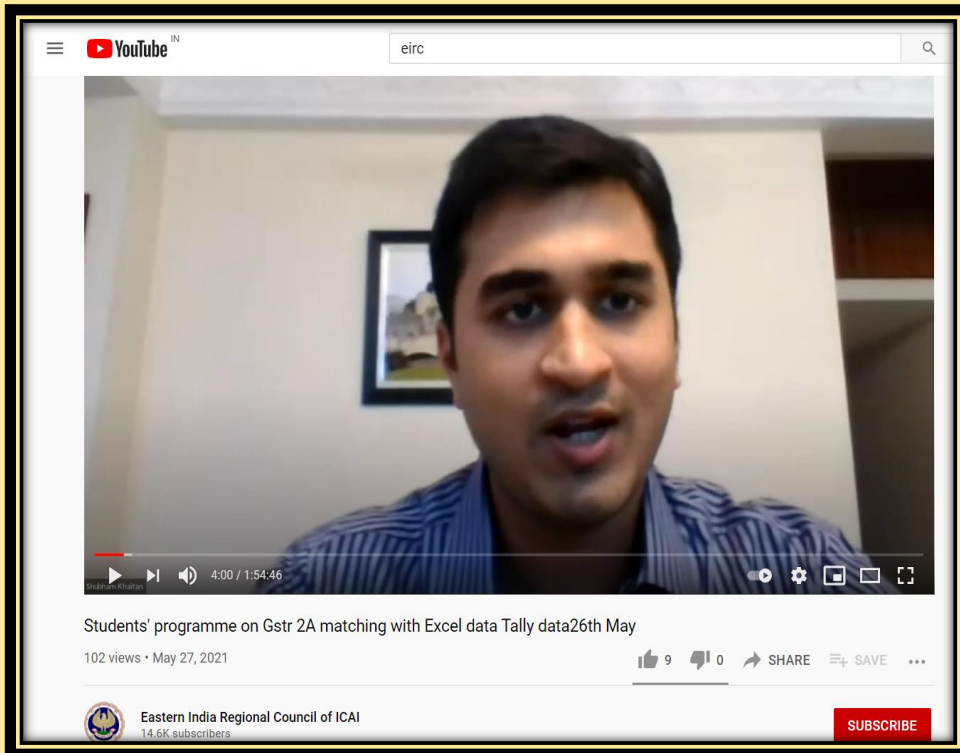 YouTube IN
eirc
Shubham Khaitan
4:00 / 1:54:46
Students' programme on Gstr 2A matching with Excel data Tally data26th May
102 views • May 27, 2021
9 0 SHARE SAVE
Eastern India Regional Council of ICAI
14.6K subscribers
SUBSCRIBE